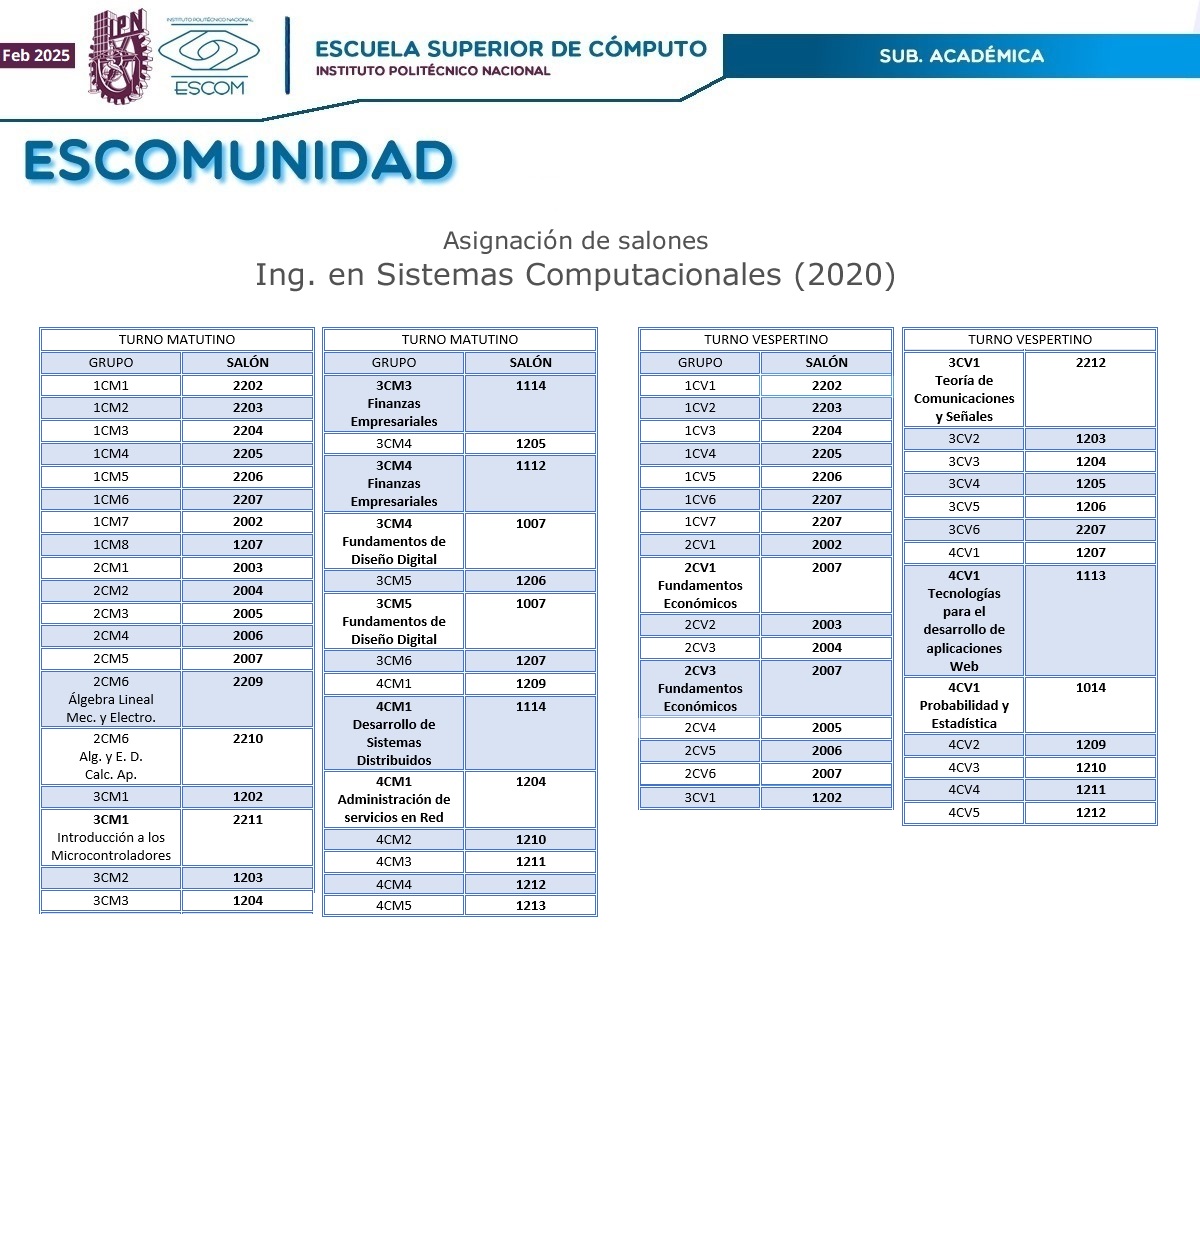 Feb 2025
IPN
INSTITUTO POLITÉCNICO NACIONAL
ESCOM
ESCUELA SUPERIOR DE CÓMPUTO
INSTITUTO POLITÉCNICO NACIONAL
SUB. ACADÉMICA
ESCOMUNIDAD
Asignación de salones
Ing. en Sistemas Computacionales (2020)
TURNO MATUTINO
GRUPO SALÓN
1CM1 2202
1CM2 2203
1CM3 2204
1CM4 2205
1CM5 2206
1CM6 2207
1CM7 2002
1CM8 1207
2CM1 2003
2CM2 2004
2CM3 2005
2CM4 2006
2CM5 2007
2CM6 2209
Álgebra Lineal
Mec. y Electro.
2CM6 2210
Alg. y E. D.
Calc. Ap.
3CM1 1202
3CM1 2211
Introducción a los
Microcontroladores
3CM2 1203
3CM3 1204
TURNO MATUTINO
GRUPO SALÓN
3CM3 1114
Finanzas
Empresariales
3CM4 1205
3CM4 1112
Finanzas
Empresariales
3CM4 1007
Fundamentos de
Diseño Digital
3CM5 1206
3CM5 1007
Fundamentos de
Diseño Digital
3CM6 1207
4CM1 1209
4CM1 1114
Desarrollo de
Sistemas
Distribuidos
4CM1 1204
Administración de
servicios en Red
4CM2 1210
4CM3 1211
4CM4 1212
4CM5 1213
TURNO VESPERTINO
GRUPO SALÓN
1CV1 2202
1CV2 2203
1CV3 2204
1CV4 2205
1CV5 2206
1CV6 2207
1CV7 2207
2CV1 2002
2CV1 2007
Fundamentos
Económicos
2CV2 2003
2CV3 2004
2CV3 2007
Fundamentos
Económicos
2CV4 2005
2CV5 2006
2CV6 2007
3CV1 1202
TURNO VESPERTINO
3CV1 2212
Teoría de
Comunicaciones
y Señales
3CV2 1203
3CV3 1204
3CV4 1205
3CV5 1206
3CV6 2207
4CV1 1207
4CV1 1113
Tecnologías
para el
desarrollo de
aplicaciones
Web
4CV1 1014
Probabilidad y
Estadística
4CV2 1209
4CV3 1210
4CV4 1211
4CV5 1212